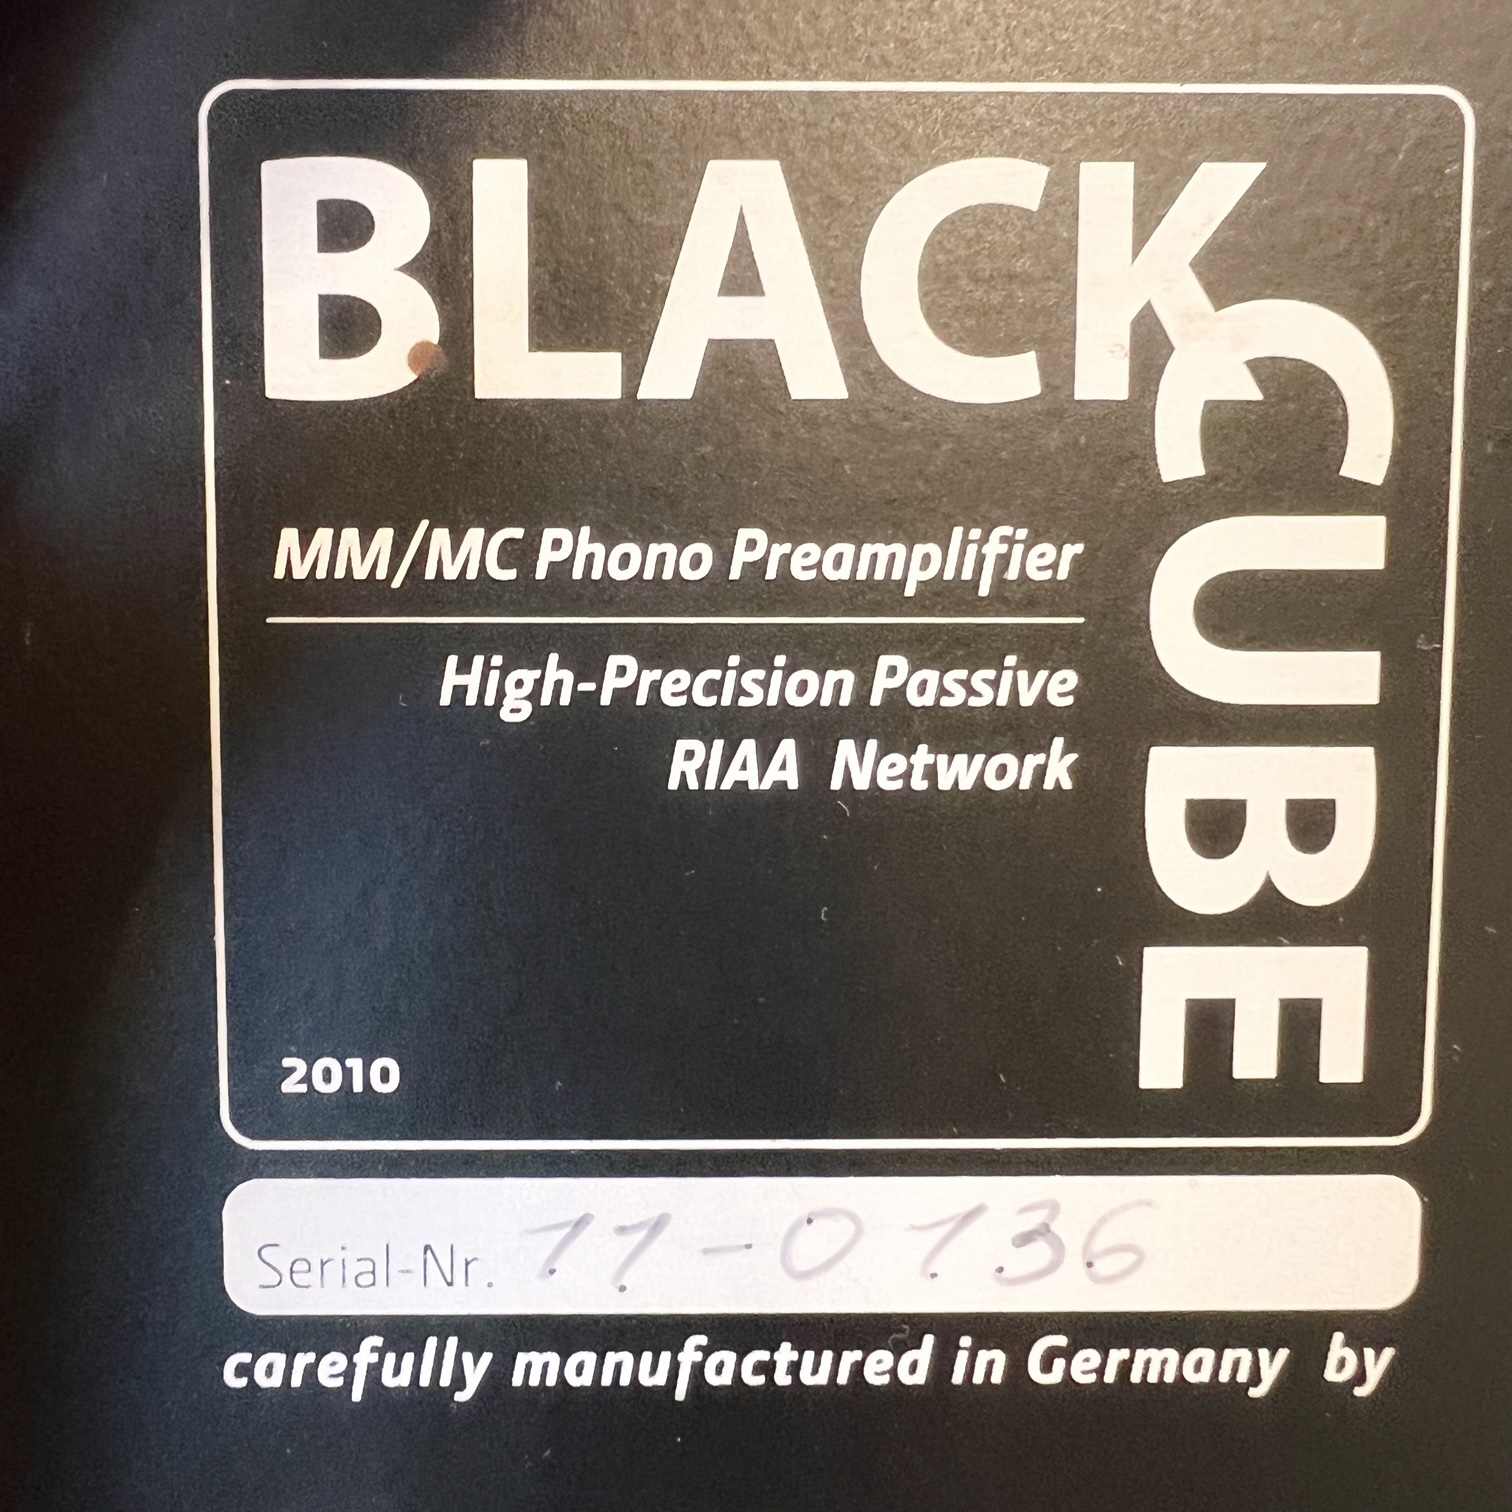 BLACK
CUBE
MM/MC Phono Preamplifier
High-Precision Passive
RIAA Network
2010
Serial-Nr. 11-0136
carefully manufactured in Germany by